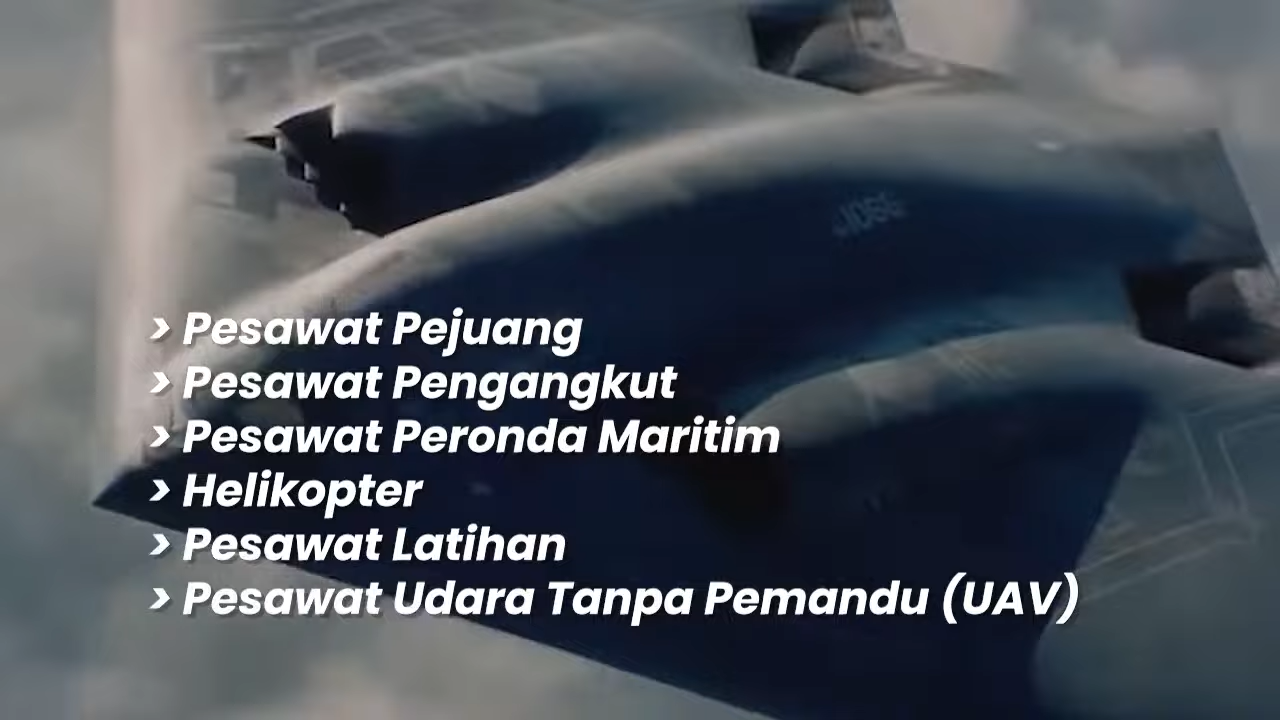 > Pesawat Pejuang
> Pesawat Pengangkut
> Pesawat Peronda Maritim
> Helikopter
> Pesawat Latihan
> Pesawat Udara Tanpa Pemandu (UAV)